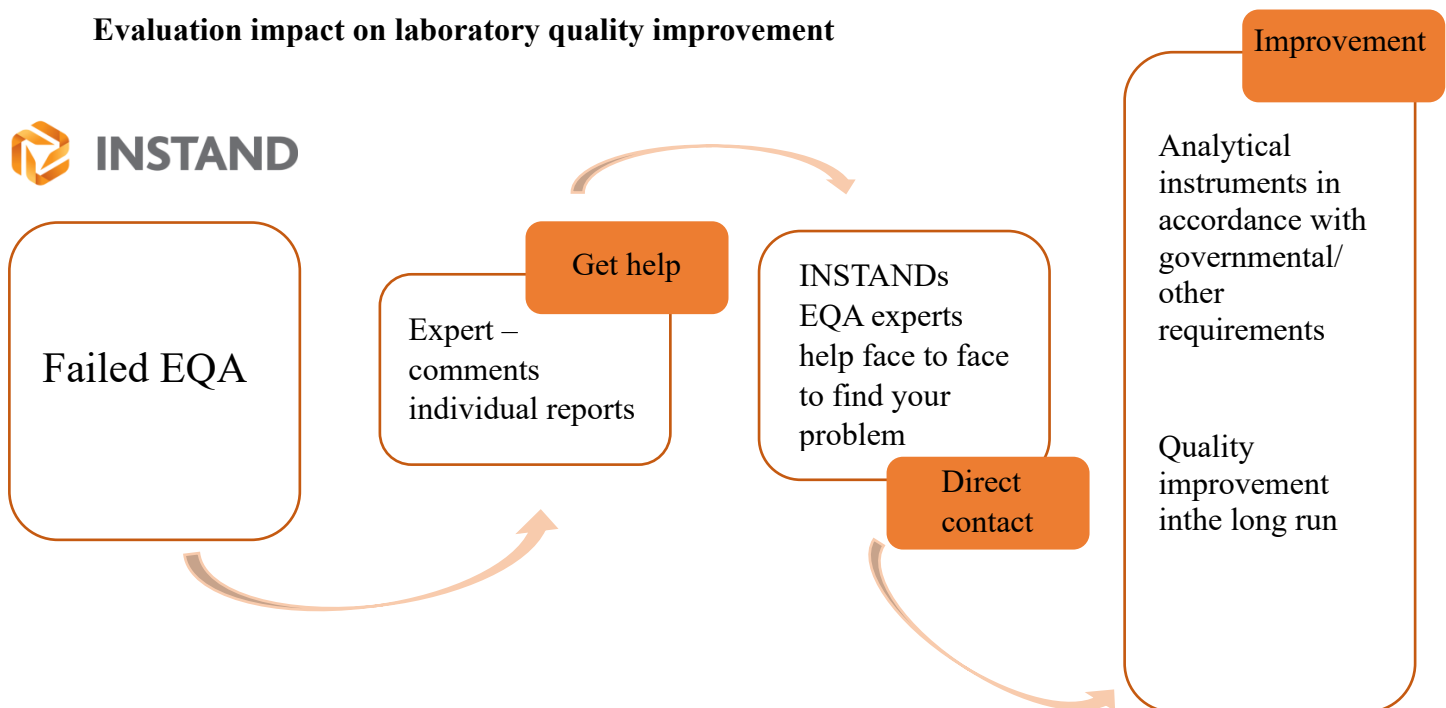 Evaluation impact on laboratory quality improvement
INSTAND
Failed EQA
Get help
Expert –
comments
individual reports
INSTANDs
EQA experts
help face to face
to find your
problem
Direct
contact
Improvement
Analytical
instruments in
accordance with
governmental/
other
requirements
Quality
improvement
inthe long run